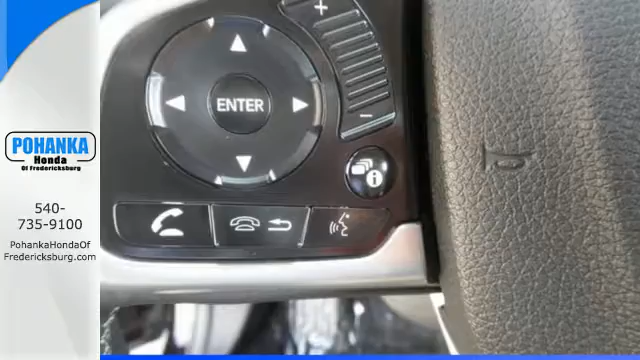 POHANKA
Honda
Of Fredericksburg
540-
735-9100
PohankaHondaOf
Fredericksburg.com
+
ENTER
−
i